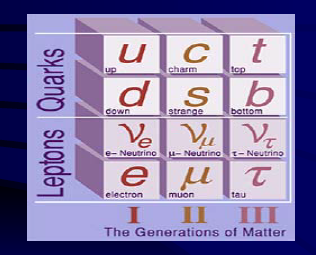 Quarks
u c t
up charm top
d s b
down strange bottom
Leptons
νe νμ ντ
e- Neutrino μ- Neutrino τ- Neutrino
e μ τ
electron muon tau
I II III
The Generations of Matter